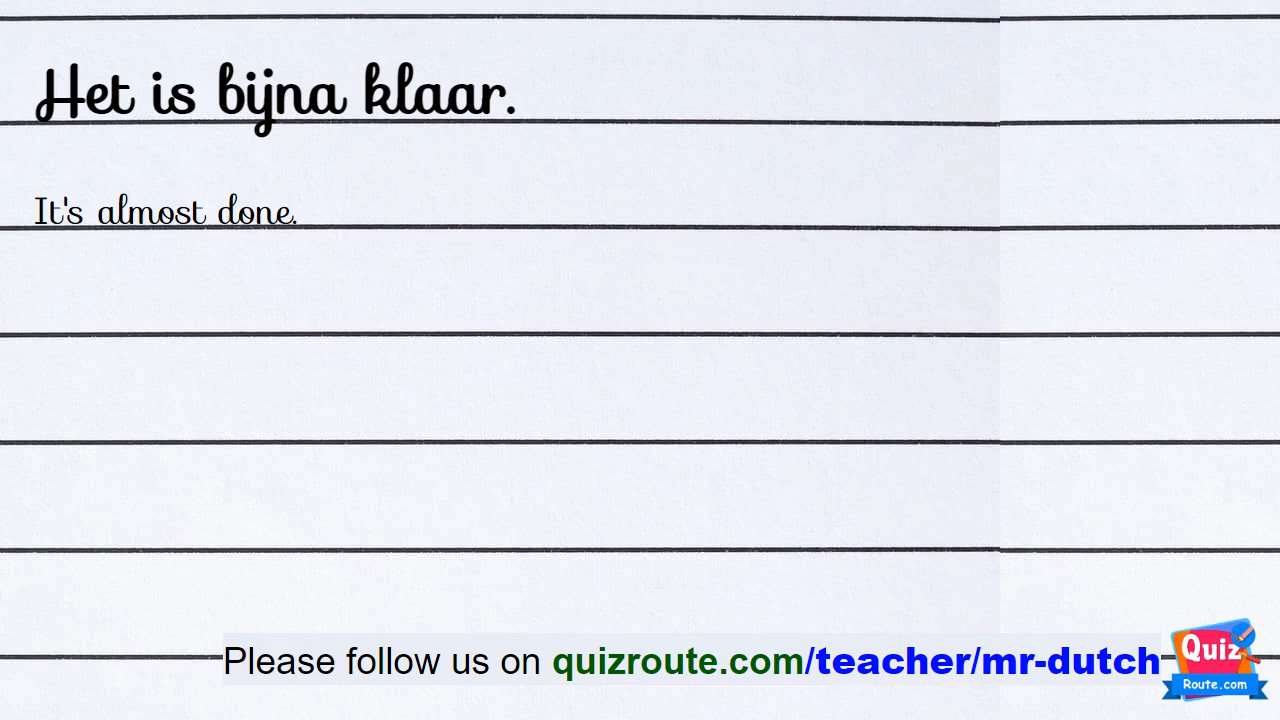 Het is bijna klaar.
It's almost done.
Please follow us on quizroute.com/teacher/mr-dutch
Quiz
Route.com